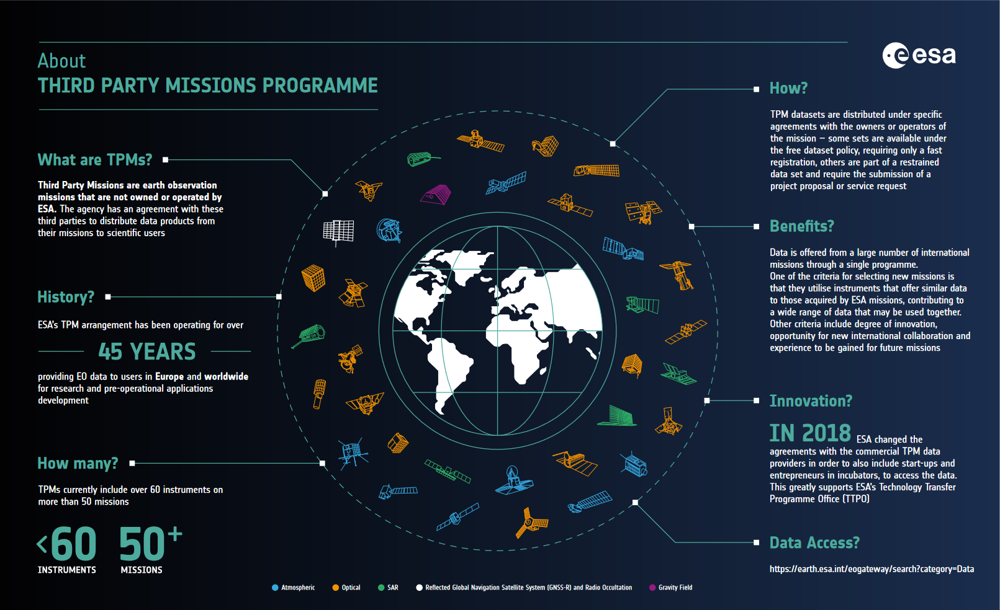 About
THIRD PARTY MISSIONS PROGRAMME
esa
What are TPMs?
Third Party Missions are earth observation
missions that are not owned or operated by
ESA. The agency has an agreement with these
third parties to distribute data products from
their missions to scientific users
History?
ESA's TPM arrangement has been operating for over
45 YEARS
providing EO data to users in Europe and worldwide
for research and pre-operational applications
development
How many?
TPMs currently include over 60 instruments on
more than 50 missions
<60 50+
INSTRUMENTS MISSIONS
How?
TPM datasets are distributed under specific
agreements with the owners or operators of
the mission – some sets are available under
the free dataset policy, requiring only a fast
registration, others are part of a restrained
data set and require the submission of a
project proposal or service request
Benefits?
Data is offered from a large number of international
missions through a single programme.
One of the criteria for selecting new missions is
that they utilise instruments that offer similar data
to those acquired by ESA missions, contributing to
a wide range of data that may be used together.
Other criteria include degree of innovation,
opportunity for new international collaboration and
experience to be gained for future missions
Innovation?
IN 2018 ESA changed the
agreements with the commercial TPM data
providers in order to also include start-ups and
entrepreneurs in incubators, to access the data.
This greatly supports ESA's Technology Transfer
Programme Office (TTPO)
Data Access?
https://earth.esa.int/eogateway/search?category=Data
Atmospheric Optical SAR Reflected Global Navigation Satellite System (GNSS-R) and Radio Occultation Gravity Field